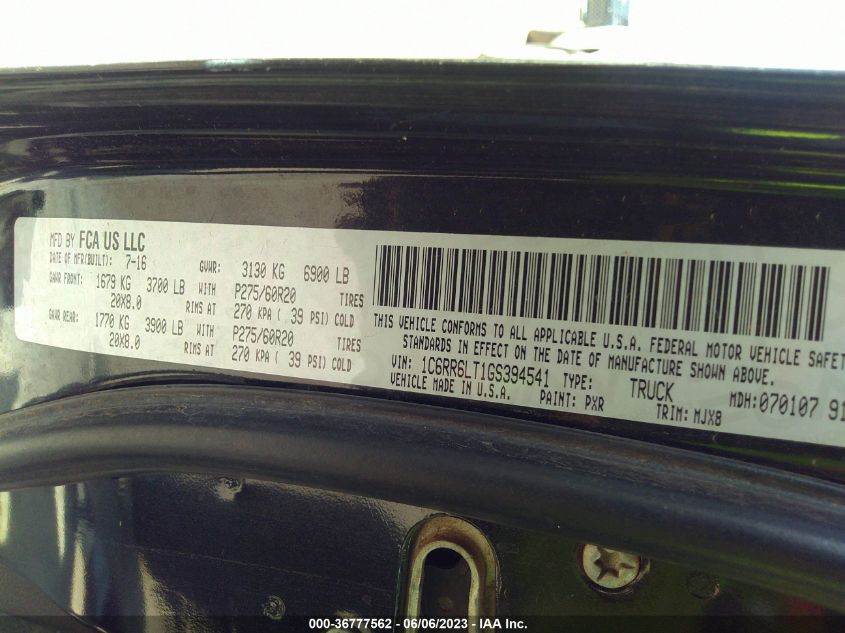 MFD BY FCA US LLC
DATE OF MFR(BUILT): 7-16 GVWR: 3130 KG 6900 LB
GAWR FRONT: 1679 KG 3700 LB WITH P275/60R20 TIRES
20X8.0 RIMS AT 270 KPA ( 39 PSI) COLD
GAWR REAR: 1770 KG 3900 LB WITH P275/60R20 TIRES
20X8.0 RIMS AT 270 KPA ( 39 PSI) COLD
THIS VEHICLE CONFORMS TO ALL APPLICABLE U.S.A. FEDERAL MOTOR VEHICLE SAFET
STANDARDS IN EFFECT ON THE DATE OF MANUFACTURE SHOWN ABOVE.
VIN: 1C6RR6LT1GS394541 TYPE: TRUCK MDH:070107 91
VEHICLE MADE IN U.S.A. PAINT: PXR TRIM: MJX8
000-36777562 - 06/06/2023 - IAA Inc.